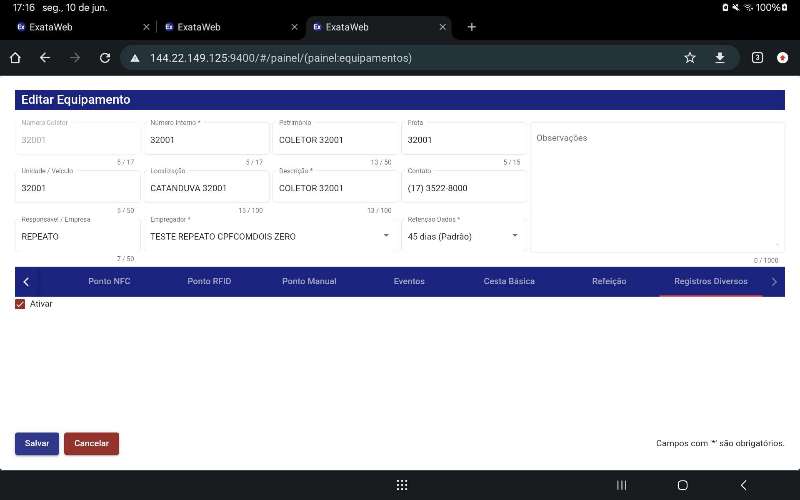 17:16 seg., 10 de jun. 100%
Ex ExataWeb
Ex ExataWeb
Ex ExataWeb
144.22.149.125:9400/#/painel/(painel:equipamentos)
3
Editar Equipamento
Número Coletor
32001
5 / 17
Número Interno *
32001
5 / 17
Patrimônio
COLETOR 32001
13 / 50
Frota
32001
5 / 15
Observações
0 / 1000
Unidade / Veículo
32001
5 / 50
Localização
CATANDUVA 32001
15 / 100
Descrição *
COLETOR 32001
13 / 100
Contato
(17) 3522-8000
Responsável / Empresa
REPEATO
7 / 50
Empregador *
TESTE REPEATO CPFCOMDOIS ZERO
Retenção Dados *
45 dias (Padrão)
Ponto NFC
Ponto RFID
Ponto Manual
Eventos
Cesta Básica
Refeição
Registros Diversos
Ativar
Salvar
Cancelar
Campos com '*' são obrigatórios.